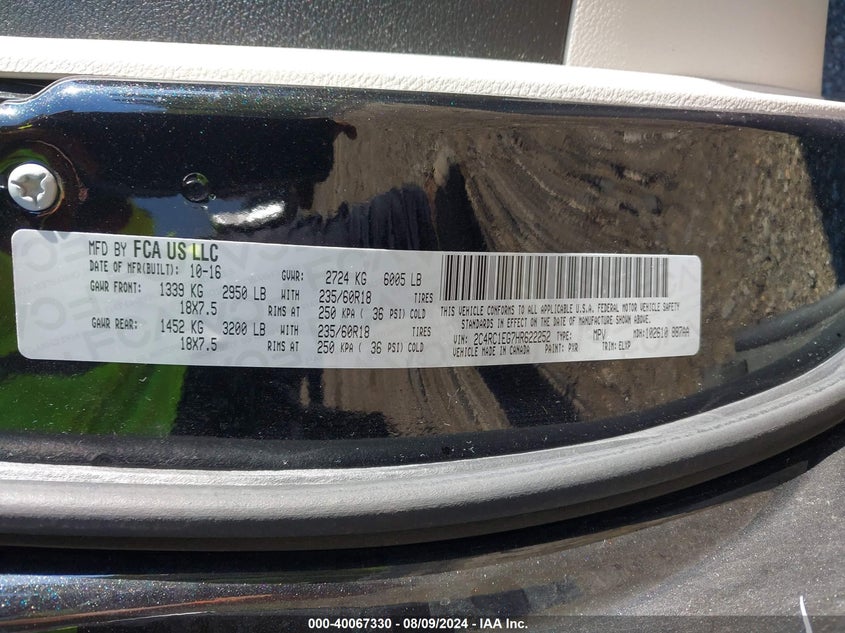 MFD BY FCA US LLC
DATE OF MFR(BUILT): 10-16 GVWR: 2724 KG 6005 LB
GAWR FRONT: 1339 KG 2950 LB WITH 235/60R18 TIRES
18X7.5 RIMS AT 250 KPA ( 36 PSI) COLD
GAWR REAR: 1452 KG 3200 LB WITH 235/60R18 TIRES
18X7.5 RIMS AT 250 KPA ( 36 PSI) COLD
THIS VEHICLE CONFORMS TO ALL APPLICABLE U.S.A. FEDERAL MOTOR VEHICLE SAFETY
STANDARDS IN EFFECT ON THE DATE OF MANUFACTURE SHOWN ABOVE.
VIN: 2C4RC1EG7HR622252 TYPE: MPV MDH: 102610
VEHICLE MADE IN CANADA PAINT: PXR TRIM: ELYP
000-40067330 - 08/09/2024 - IAA Inc.